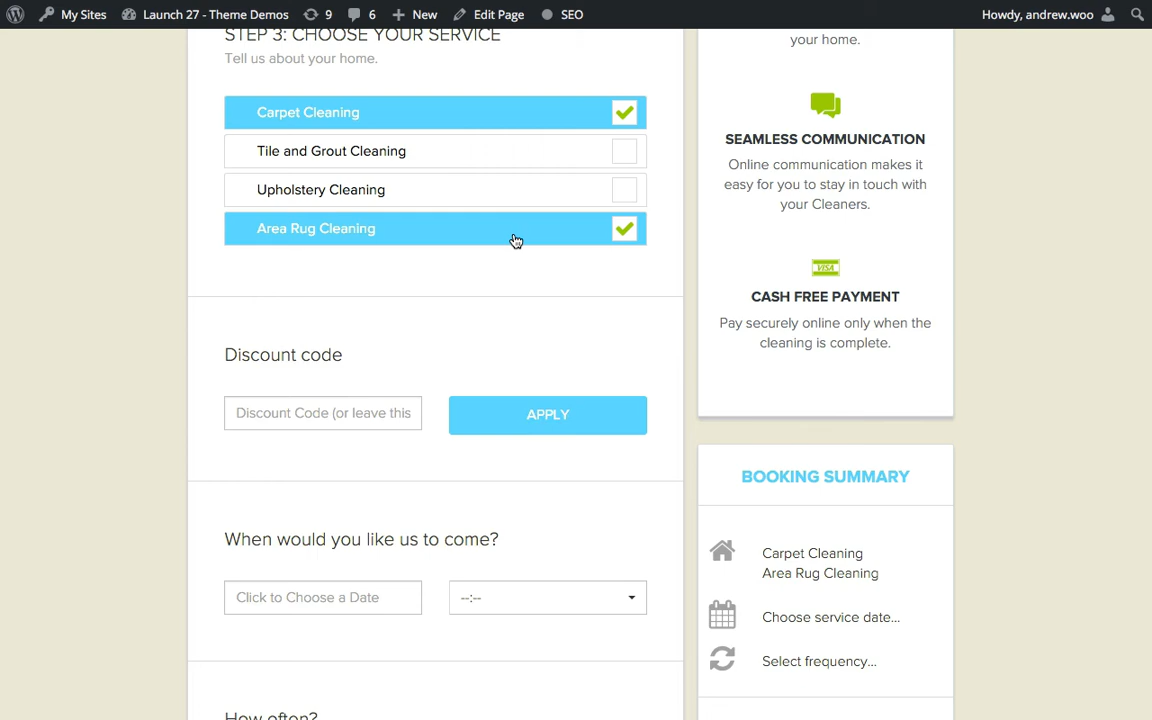 My Sites Launch 27 - Theme Demos 9 6 New Edit Page SEO Howdy, andrew.woo
STEP 3: CHOOSE YOUR SERVICE
Tell us about your home.
Carpet Cleaning
Tile and Grout Cleaning
Upholstery Cleaning
Area Rug Cleaning
Discount code
Discount Code (or leave this
APPLY
When would you like us to come?
Click to Choose a Date
--:--
How often?
your home.
SEAMLESS COMMUNICATION
Online communication makes it
easy for you to stay in touch with
your Cleaners.
VISA
CASH FREE PAYMENT
Pay securely online only when the
cleaning is complete.
BOOKING SUMMARY
Carpet Cleaning
Area Rug Cleaning
Choose service date...
Select frequency...